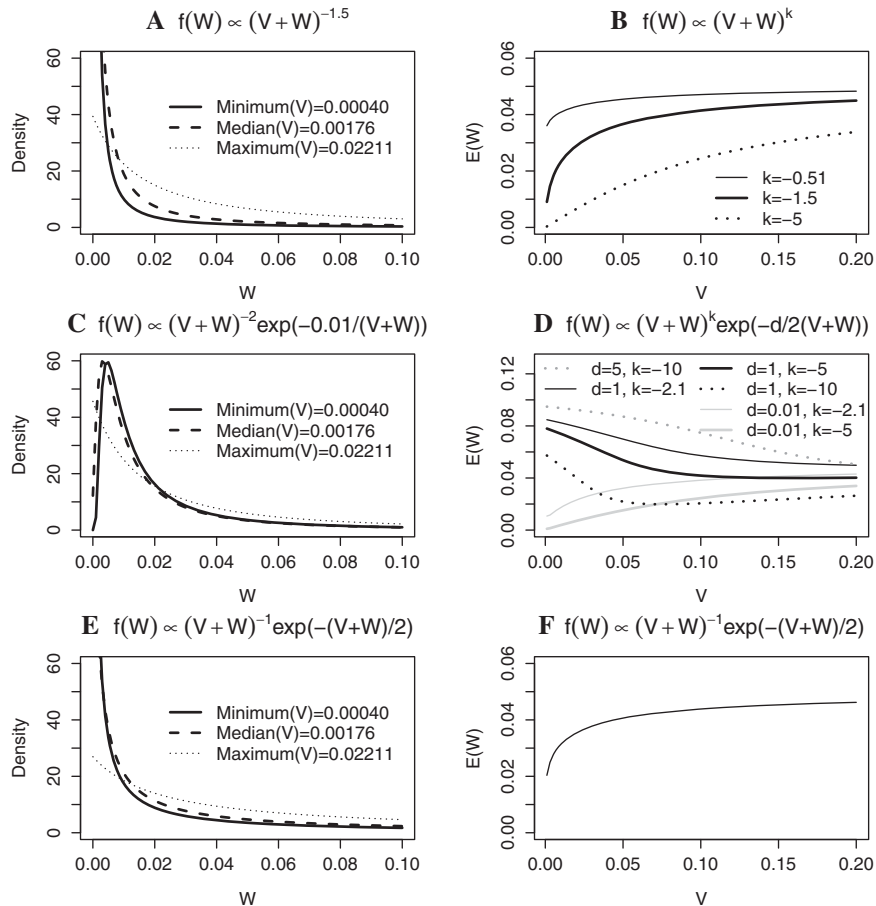 A f(W) ∝ (V + W)^−1.5
Density
60
40
20
0
Minimum(V)=0.00040
Median(V)=0.00176
Maximum(V)=0.02211
0.00 0.02 0.04 0.06 0.08 0.10
W
B f(W) ∝ (V + W)^k
E(W)
0.06
0.04
0.02
0.00
k=−0.51
k=−1.5
k=−5
0.00 0.05 0.10 0.15 0.20
V
C f(W) ∝ (V + W)^−2 exp(−0.01/(V+W))
Density
60
40
20
0
Minimum(V)=0.00040
Median(V)=0.00176
Maximum(V)=0.02211
0.00 0.02 0.04 0.06 0.08 0.10
W
D f(W) ∝ (V + W)^k exp(−d/2(V+W))
E(W)
0.12
0.08
0.04
0.00
d=5, k=−10
d=1, k=−2.1
d=1, k=−5
d=1, k=−10
d=0.01, k=−2.1
d=0.01, k=−5
0.00 0.05 0.10 0.15 0.20
V
E f(W) ∝ (V + W)^−1 exp(−(V+W)/2)
Density
60
40
20
0
Minimum(V)=0.00040
Median(V)=0.00176
Maximum(V)=0.02211
0.00 0.02 0.04 0.06 0.08 0.10
W
F f(W) ∝ (V + W)^−1 exp(−(V+W)/2)
E(W)
0.06
0.04
0.02
0.00
0.00 0.05 0.10 0.15 0.20
V